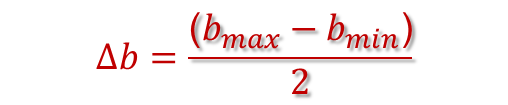 Δb = (b_max − b_min) / 2